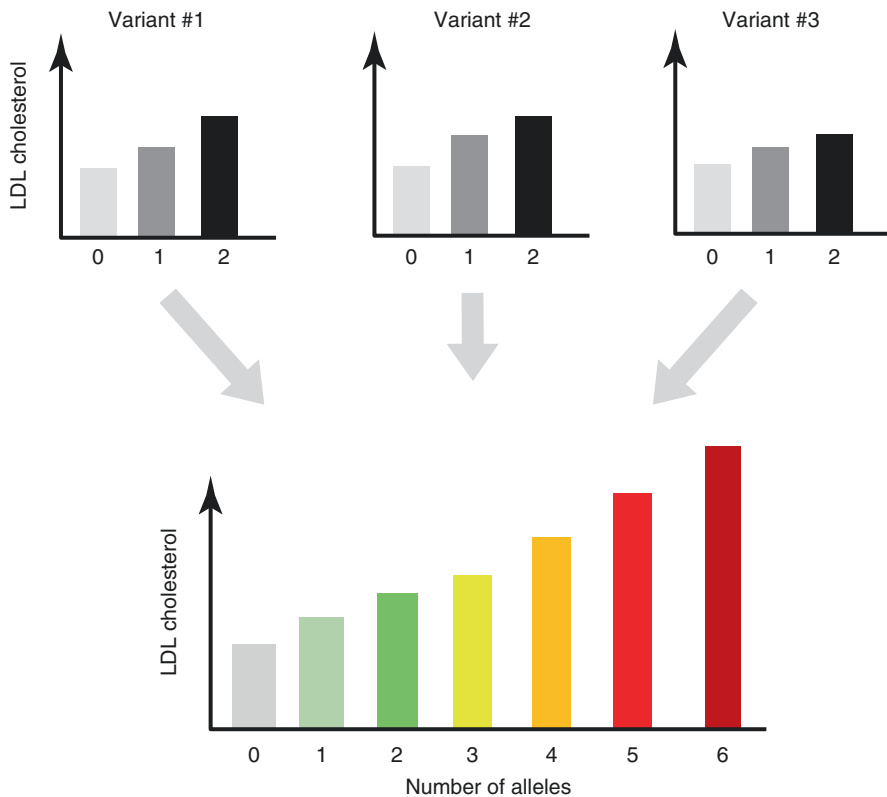 Variant #1
Variant #2
Variant #3
LDL cholesterol
0 1 2
0 1 2
0 1 2
LDL cholesterol
0 1 2 3 4 5 6
Number of alleles